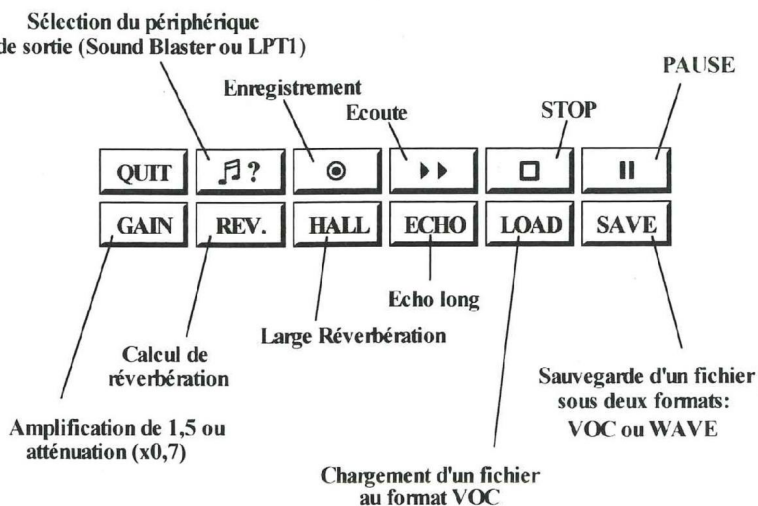 Sélection du périphérique
de sortie (Sound Blaster ou LPT1)
PAUSE
Enregistrement
Ecoute
STOP
QUIT
?
GAIN
REV.
HALL
ECHO
LOAD
SAVE
Echo long
Large Réverbération
Calcul de
réverbération
Sauvegarde d'un fichier
sous deux formats:
VOC ou WAVE
Amplification de 1,5 ou
atténuation (x0,7)
Chargement d'un fichier
au format VOC